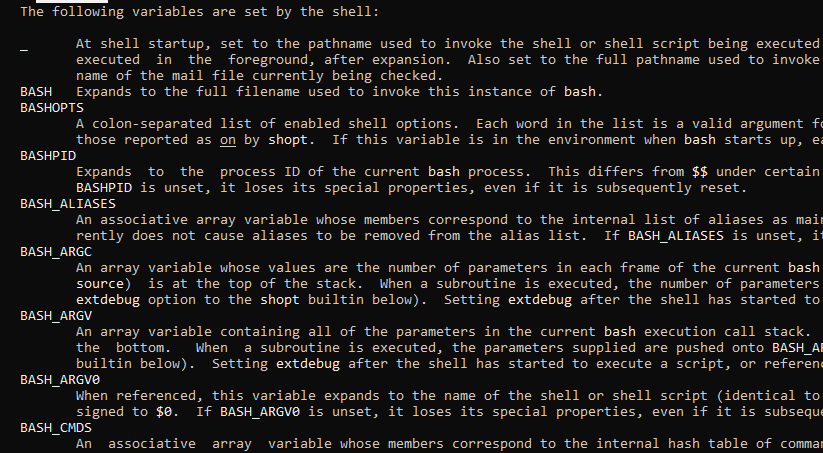 The following variables are set by the shell:
_ At shell startup, set to the pathname used to invoke the shell or shell script being executed
executed in the foreground, after expansion. Also set to the full pathname used to invoke
name of the mail file currently being checked.
BASH Expands to the full filename used to invoke this instance of bash.
BASHOPTS
A colon-separated list of enabled shell options. Each word in the list is a valid argument
those reported as on by shopt. If this variable is in the environment when bash starts up,
BASHPID
Expands to the process ID of the current bash process. This differs from $$ under certain
BASHPID is unset, it loses its special properties, even if it is subsequently reset.
BASH_ALIASES
An associative array variable whose members correspond to the internal list of aliases as
rently does not cause aliases to be removed from the alias list. If BASH_ALIASES is unset,
BASH_ARGC
An array variable whose values are the number of parameters in each frame of the current bash
source) is at the top of the stack. When a subroutine is executed, the number of parameters
extdebug option to the shopt builtin below). Setting extdebug after the shell has started to
BASH_ARGV
An array variable containing all of the parameters in the current bash execution call stack.
the bottom. When a subroutine is executed, the parameters supplied are pushed onto
builtin below). Setting extdebug after the shell has started to execute a script, or
BASH_ARGV0
When referenced, this variable expands to the name of the shell or shell script (identical to
signed to $0. If BASH_ARGV0 is unset, it loses its special properties, even if it is
BASH_CMDS
An associative array variable whose members correspond to the internal hash table of